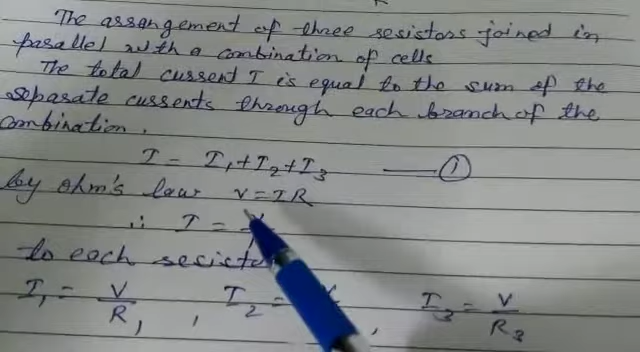 The arrangement of three resistors joined in
parallel with a combination of cells
The total current I is equal to the sum of the
separate currents through each branch of the
combination.
I = I₁+I₂+I₃ —— ①
by ohm's law V=IR
∴ I =
to each
I₁ = V/R₁, I₂ = , I₃ = V/R₃